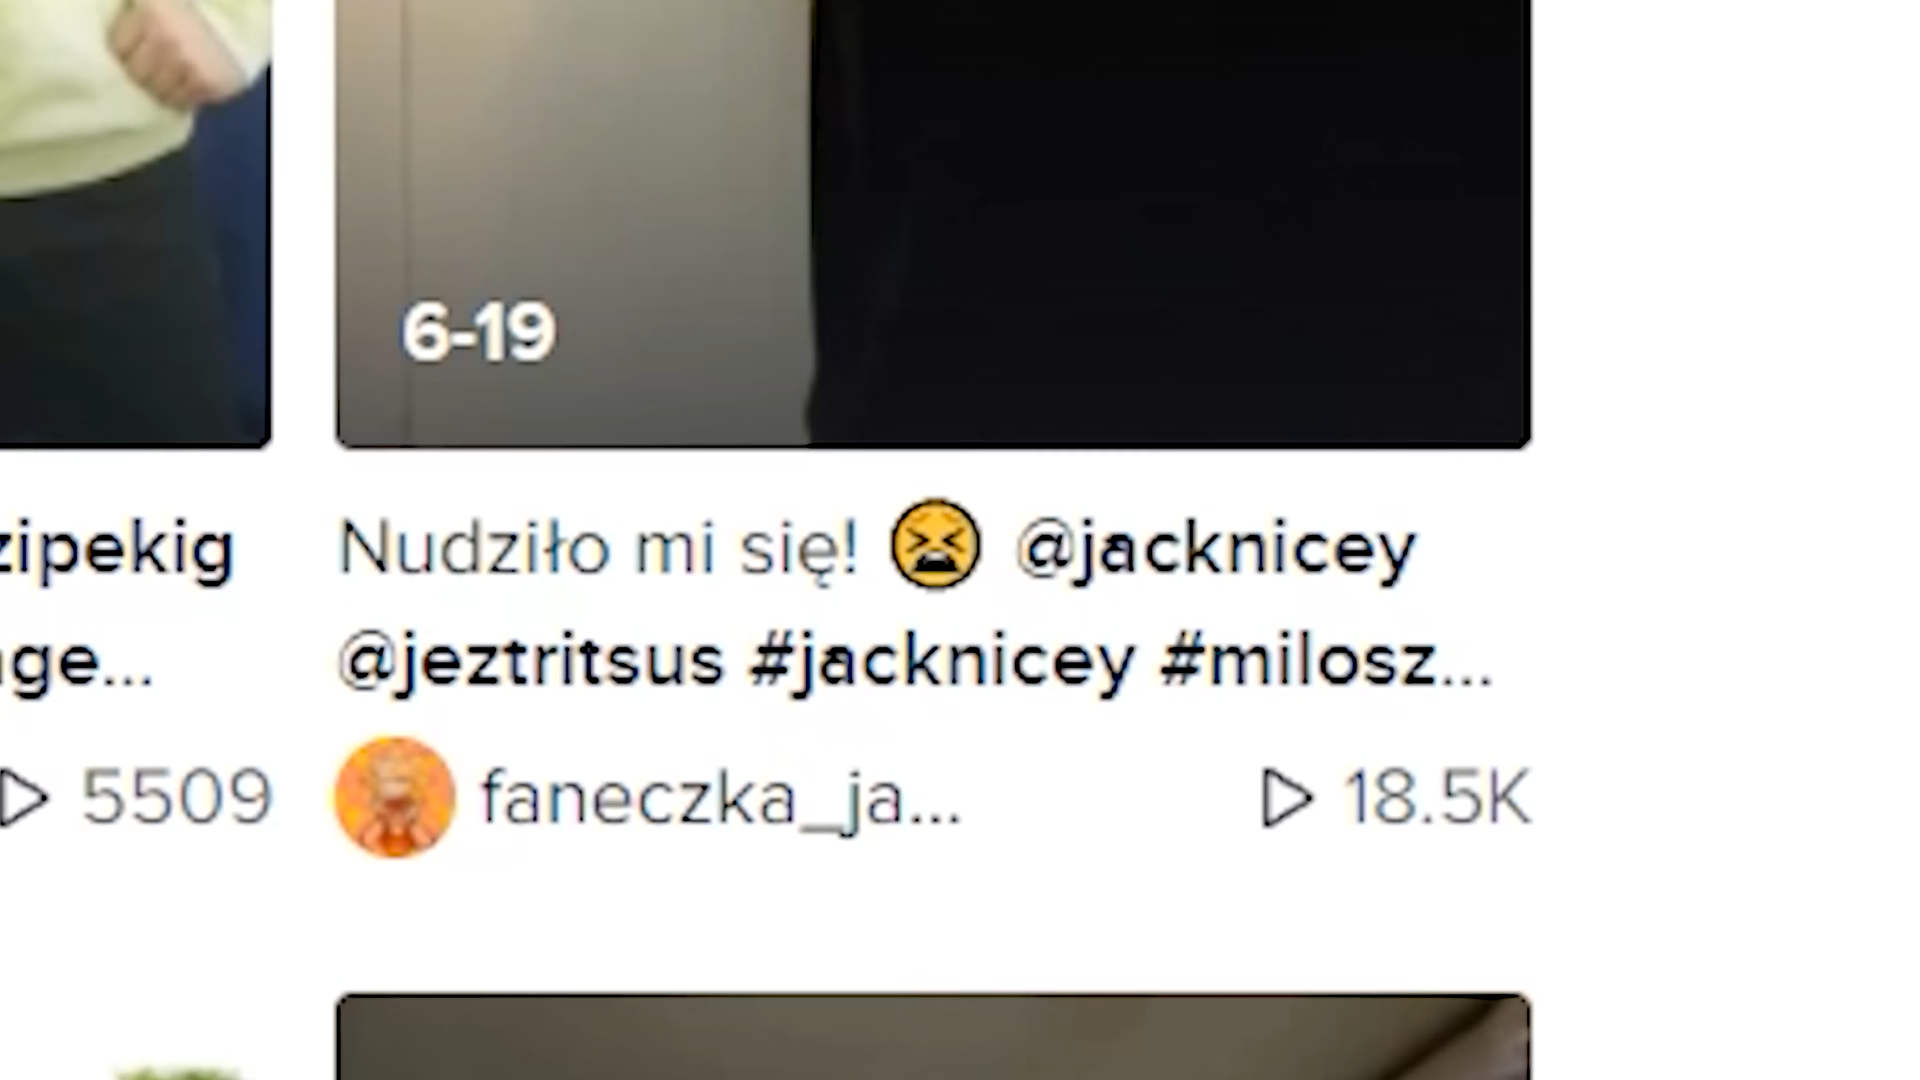 6-19
zipekig
ge...
5509
Nudziło mi się! 😫 @jacknicey
@jeztritsus #jacknicey #milosz...
faneczka_ja...
18.5K